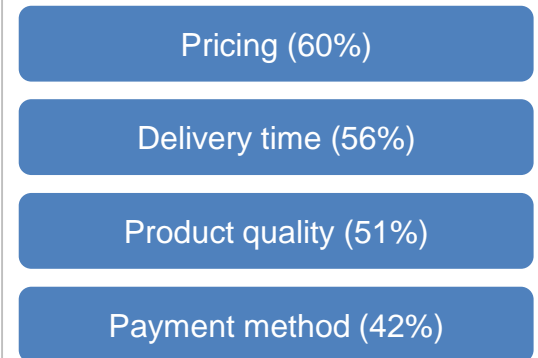 Pricing (60%)
Delivery time (56%)
Product quality (51%)
Payment method (42%)